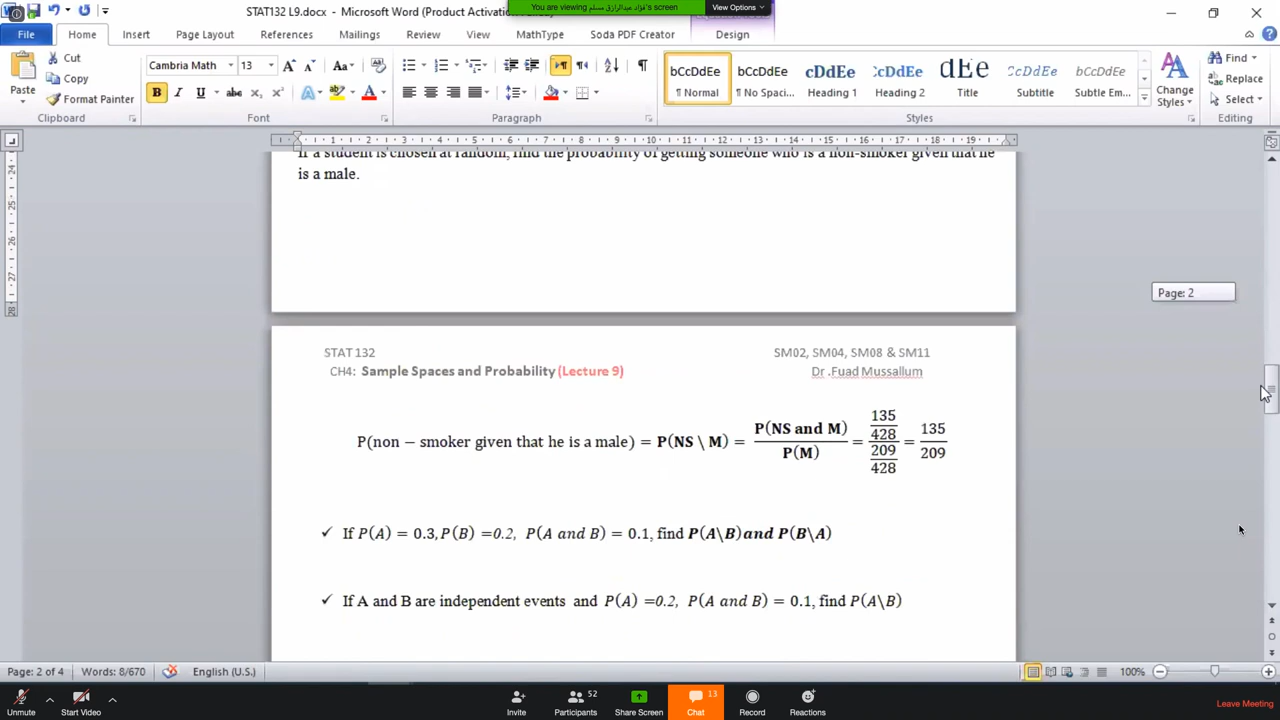 STAT132 L9.docx - Microsoft Word (Product Activation
You are viewing فؤاد عبدالرازق مسلم's screen
View Options
File Home Insert Page Layout References Mailings Review View MathType Soda PDF Creator Design
Paste
Cut
Copy
Format Painter
Clipboard
Cambria Math 13
B I U abc
Font
Paragraph
bCcDdEe bCcDdEe cDdEe :cDdEe dEe CcDdEe bCcDdEe
¶ Normal ¶ No Spaci... Heading 1 Heading 2 Title Subtitle Subtle Em...
Change
Styles
Styles
Find
Replace
Select
Editing
If a student is chosen at random, find the probability of getting someone who is a non-smoker given that he
is a male.
Page: 2
STAT 132 SM02, SM04, SM08 & SM11
CH4: Sample Spaces and Probability (Lecture 9) Dr .Fuad Mussallum
P(non − smoker given that he is a male) = P(NS \ M) = P(NS and M) / P(M) = 135/428 / 209/428 = 135/209
✓ If P(A) = 0.3, P(B) =0.2, P(A and B) = 0.1, find P(A\B) and P(B\A)
✓ If A and B are independent events and P(A) =0.2, P(A and B) = 0.1, find P(A\B)
Page: 2 of 4 Words: 8/670 English (U.S.) 100%
Unmute Start Video Invite Participants 52 Share Screen Chat 13 Record Reactions Leave Meeting